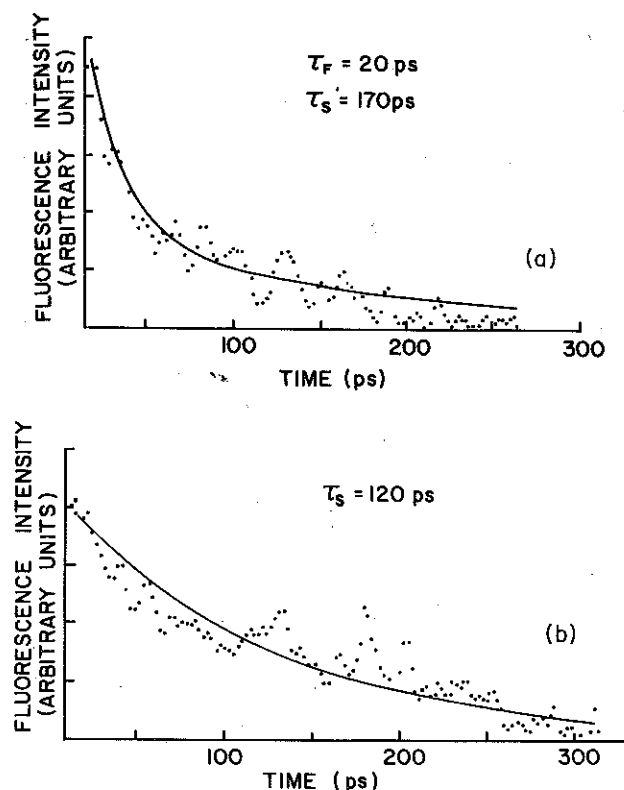 FLUORESCENCE INTENSITY
(ARBITRARY UNITS)
τF = 20 ps
τS = 170ps
(a)
100 200 300
TIME (ps)
FLUORESCENCE INTENSITY
(ARBITRARY UNITS)
τS = 120 ps
(b)
100 200 300
TIME (ps)